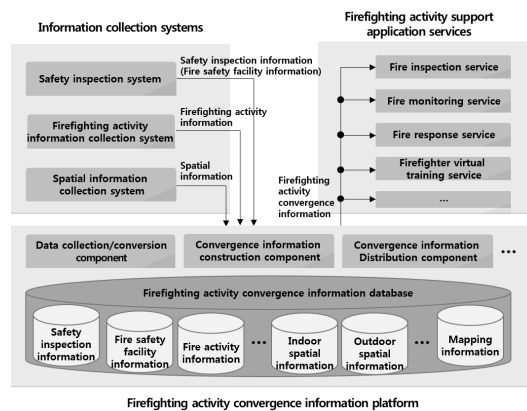 Information collection systems
Firefighting activity support
application services
Safety inspection system
Safety inspection information
(Fire safety facility information)
Firefighting activity
information collection system
Firefighting activity
information
Spatial information
collection system
Spatial
information
Firefighting
activity
convergence
information
Fire inspection service
Fire monitoring service
Fire response service
Firefighter virtual
training service
...
Data collection/conversion
component
Convergence information
construction component
Convergence information
Distribution component
...
Firefighting activity convergence information database
Safety
inspection
information
Fire safety
facility
information
Fire activity
information
...
Indoor
spatial
information
Outdoor
spatial
information
...
Mapping
information
Firefighting activity convergence information platform